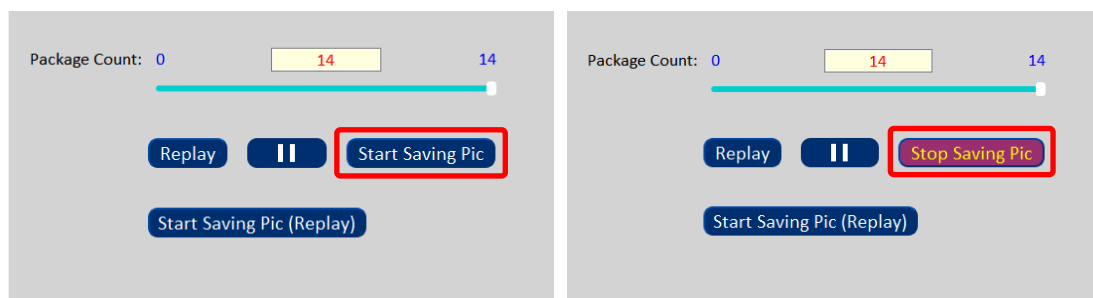 Package Count: 0 14 14
Replay Start Saving Pic
Start Saving Pic (Replay)
Package Count: 0 14 14
Replay Stop Saving Pic
Start Saving Pic (Replay)